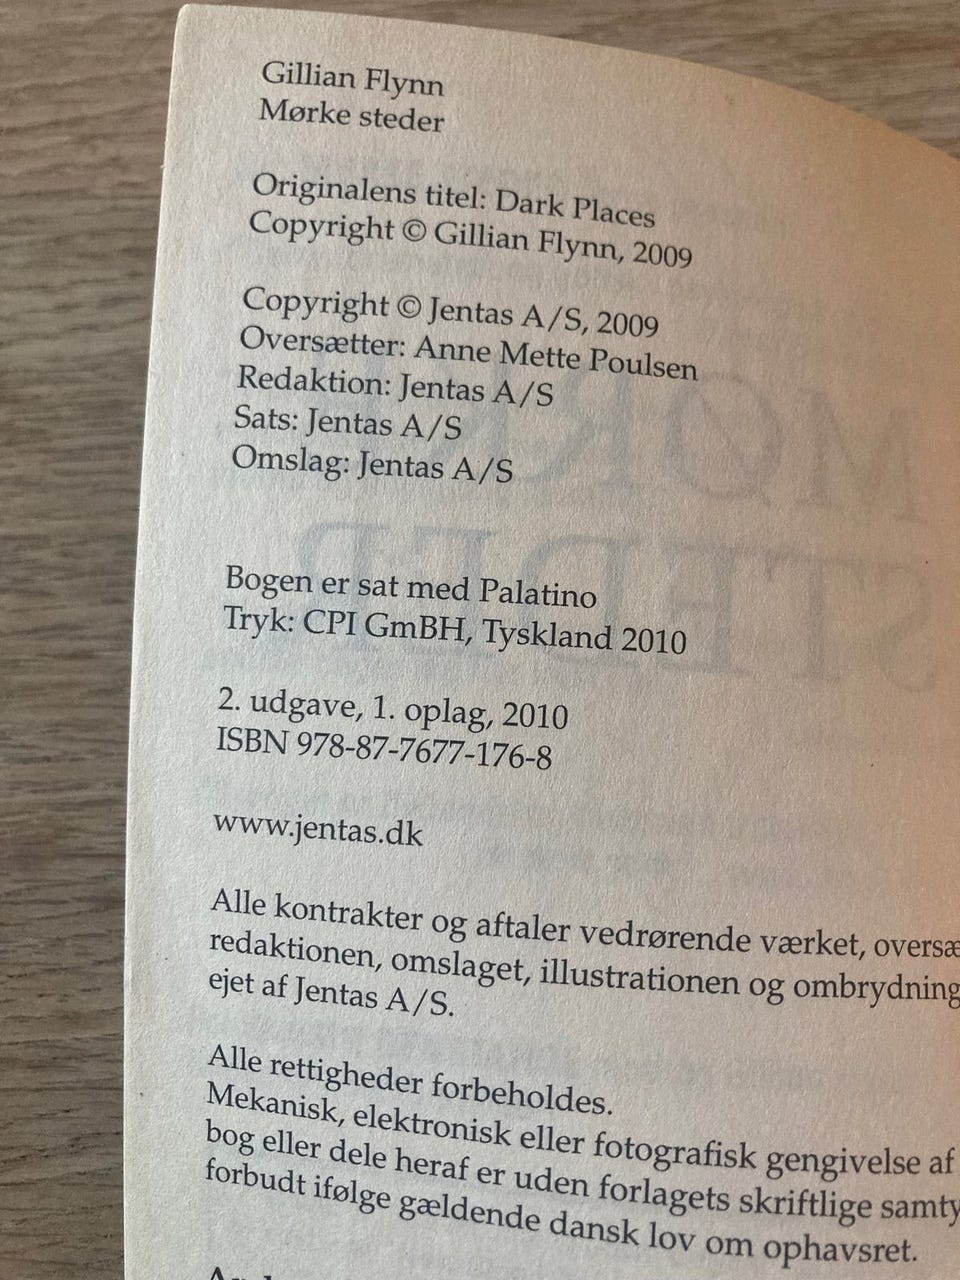 Gillian Flynn
Mørke steder
Originalens titel: Dark Places
Copyright © Gillian Flynn, 2009
Copyright © Jentas A/S, 2009
Oversætter: Anne Mette Poulsen
Redaktion: Jentas A/S
Sats: Jentas A/S
Omslag: Jentas A/S
Bogen er sat med Palatino
Tryk: CPI GmBH, Tyskland 2010
2. udgave, 1. oplag, 2010
ISBN 978-87-7677-176-8
www.jentas.dk
Alle kontrakter og aftaler vedrørende værket, oversæ
redaktionen, omslaget, illustrationen og ombrydning
ejet af Jentas A/S.
Alle rettigheder forbeholdes.
Mekanisk, elektronisk eller fotografisk gengivelse af
bog eller dele heraf er uden forlagets skriftlige samty
forbudt ifølge gældende dansk lov om ophavsret.